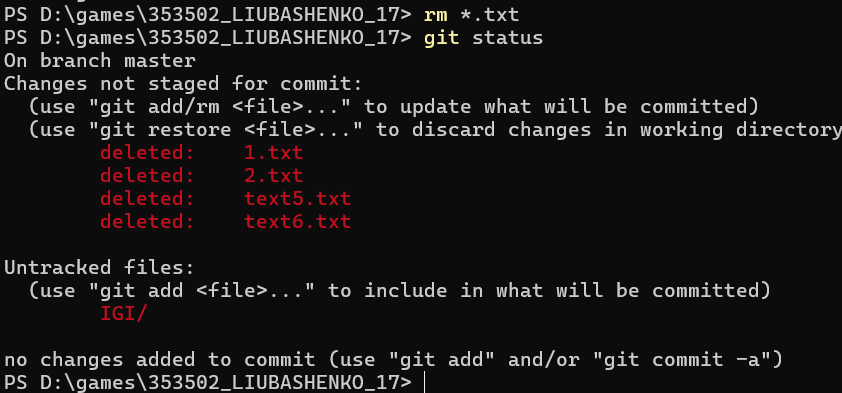 PS D:\games\353502_LIUBASHENKO_17> rm *.txt
PS D:\games\353502_LIUBASHENKO_17> git status
On branch master
Changes not staged for commit:
  (use "git add/rm <file>..." to update what will be committed)
  (use "git restore <file>..." to discard changes in working directory
        deleted:    1.txt
        deleted:    2.txt
        deleted:    text5.txt
        deleted:    text6.txt

Untracked files:
  (use "git add <file>..." to include in what will be committed)
        IGI/

no changes added to commit (use "git add" and/or "git commit -a")
PS D:\games\353502_LIUBASHENKO_17>